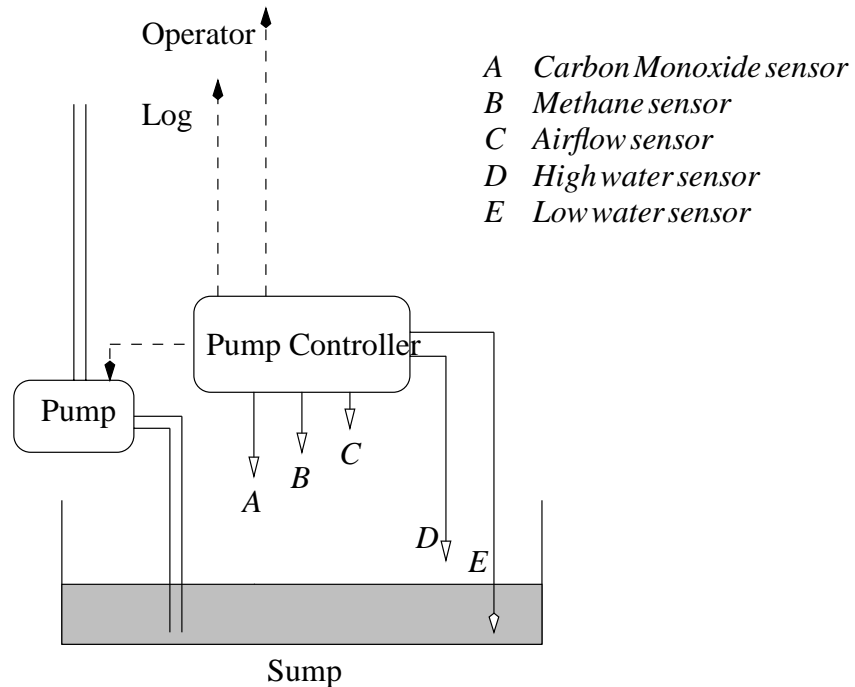 Operator
Log
A Carbon Monoxide sensor
B Methane sensor
C Airflow sensor
D High water sensor
E Low water sensor
Pump Controller
Pump
A
B
C
D
E
Sump